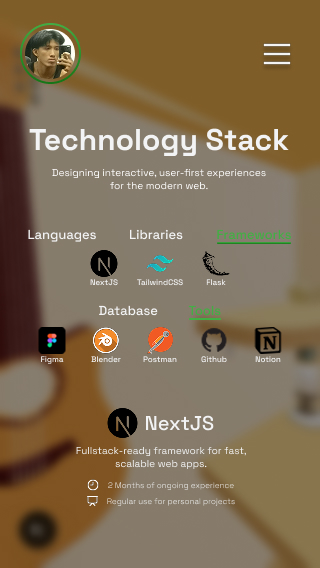 Technology Stack
Designing interactive, user-first experiences
for the modern web.
Languages Libraries Frameworks
NextJS TailwindCSS Flask
Database Tools
Figma Blender Postman Github Notion
NextJS
Fullstack-ready framework for fast,
scalable web apps.
2 Months of ongoing experience
Regular use for personal projects